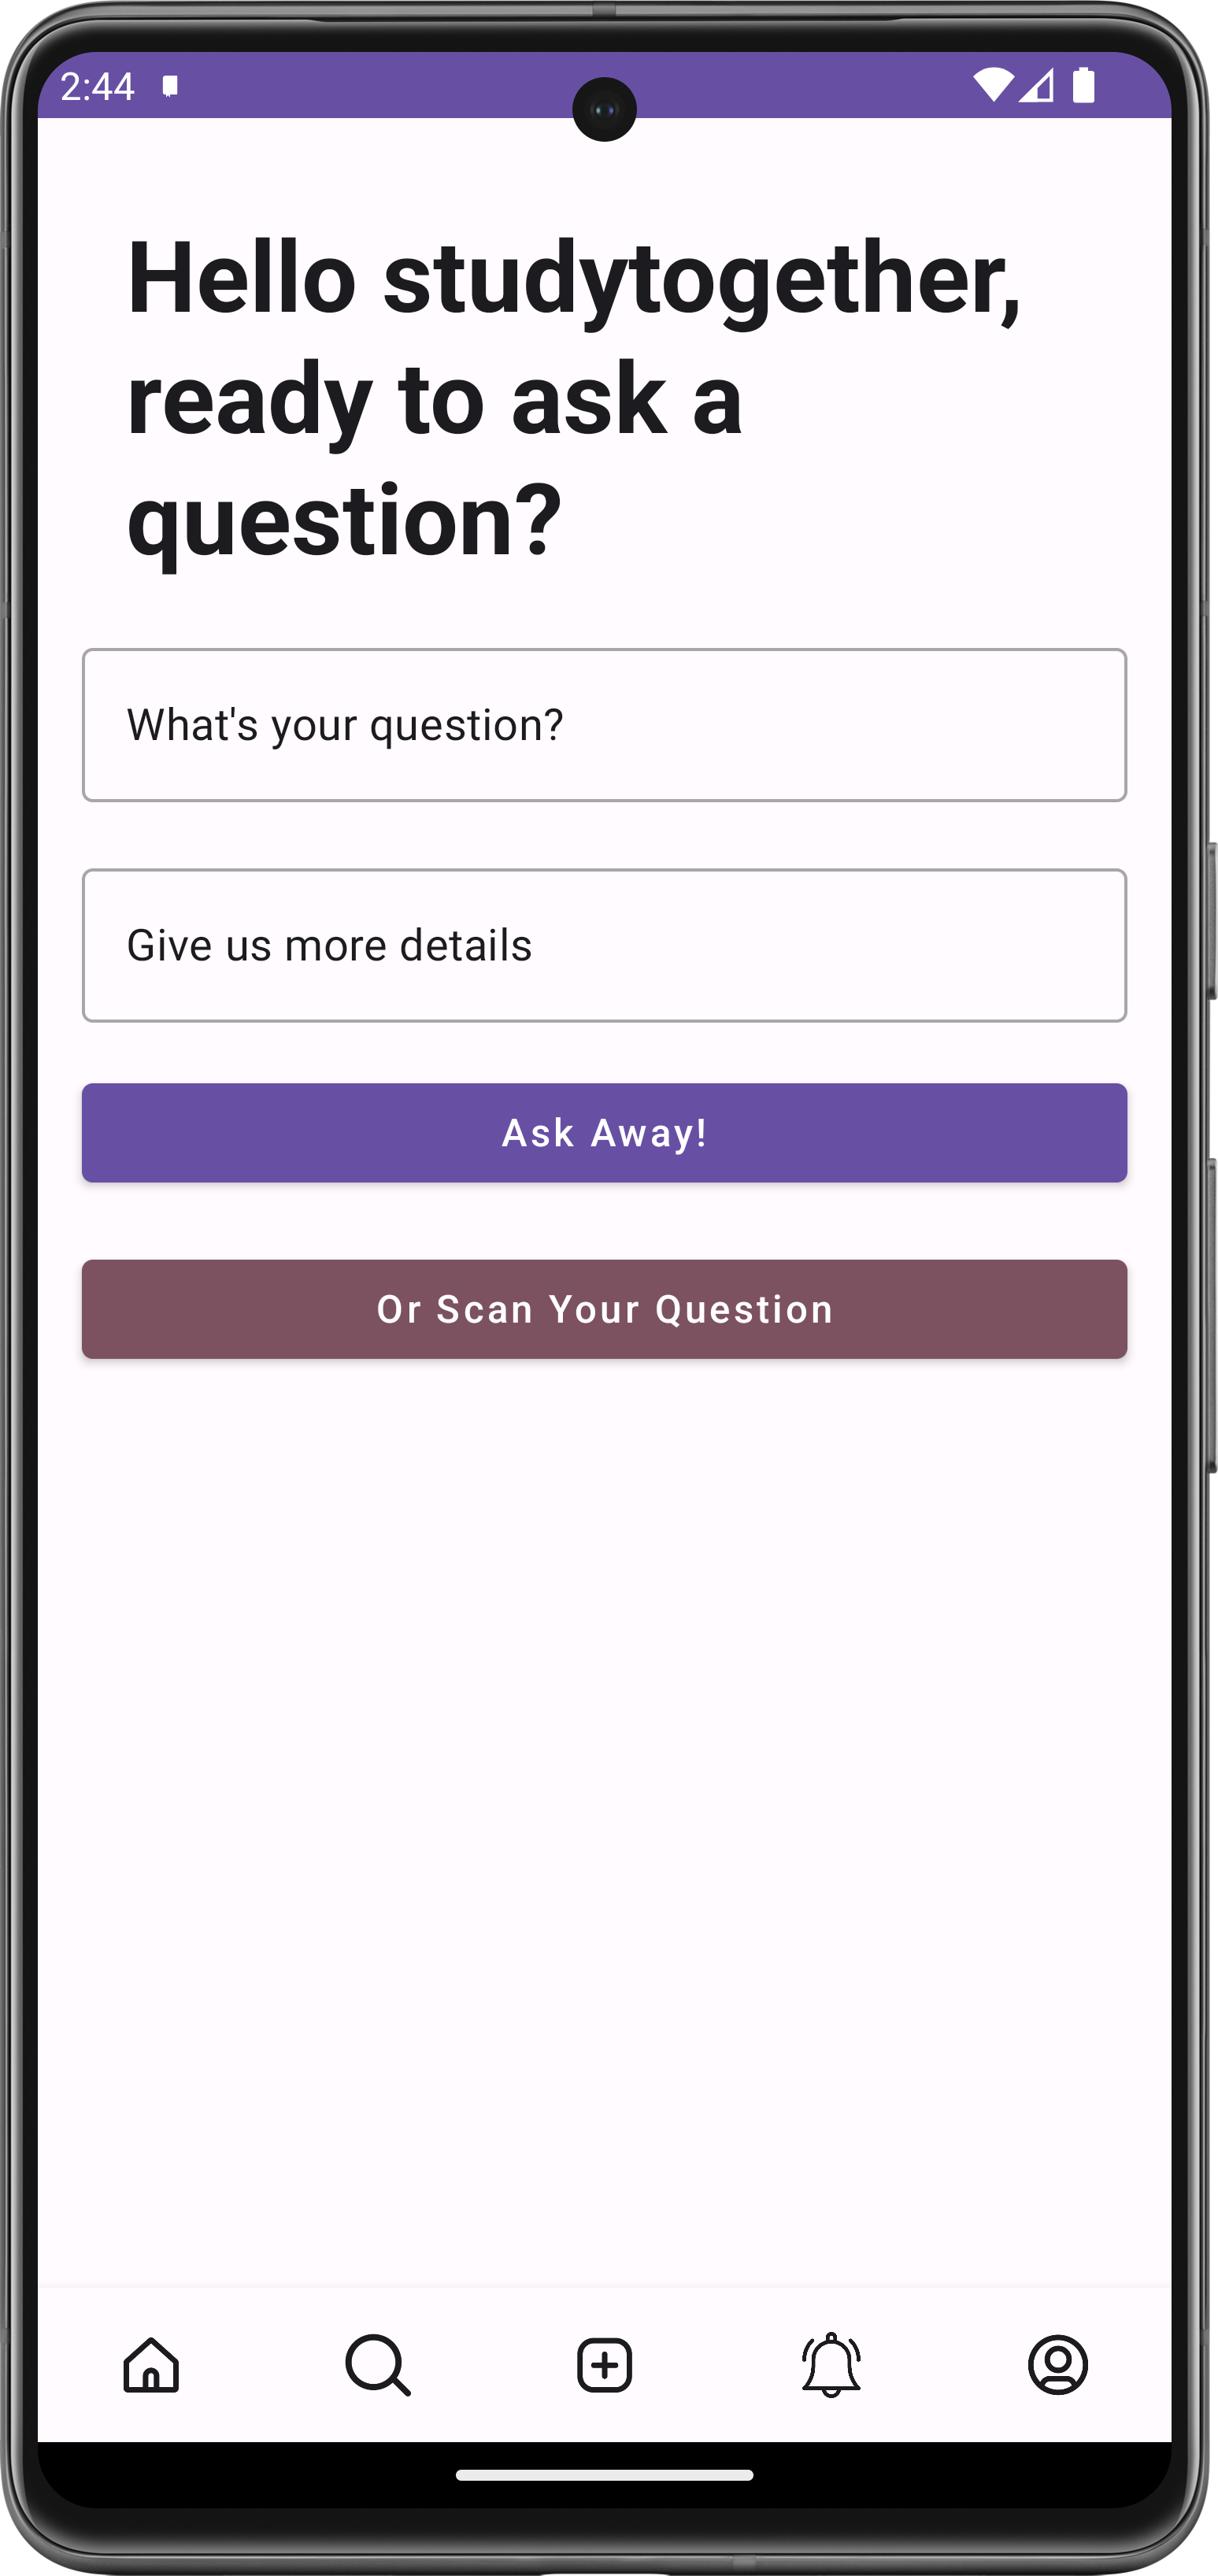 2:44
Hello studytogether,
ready to ask a
question?
What's your question?
Give us more details
Ask Away!
Or Scan Your Question